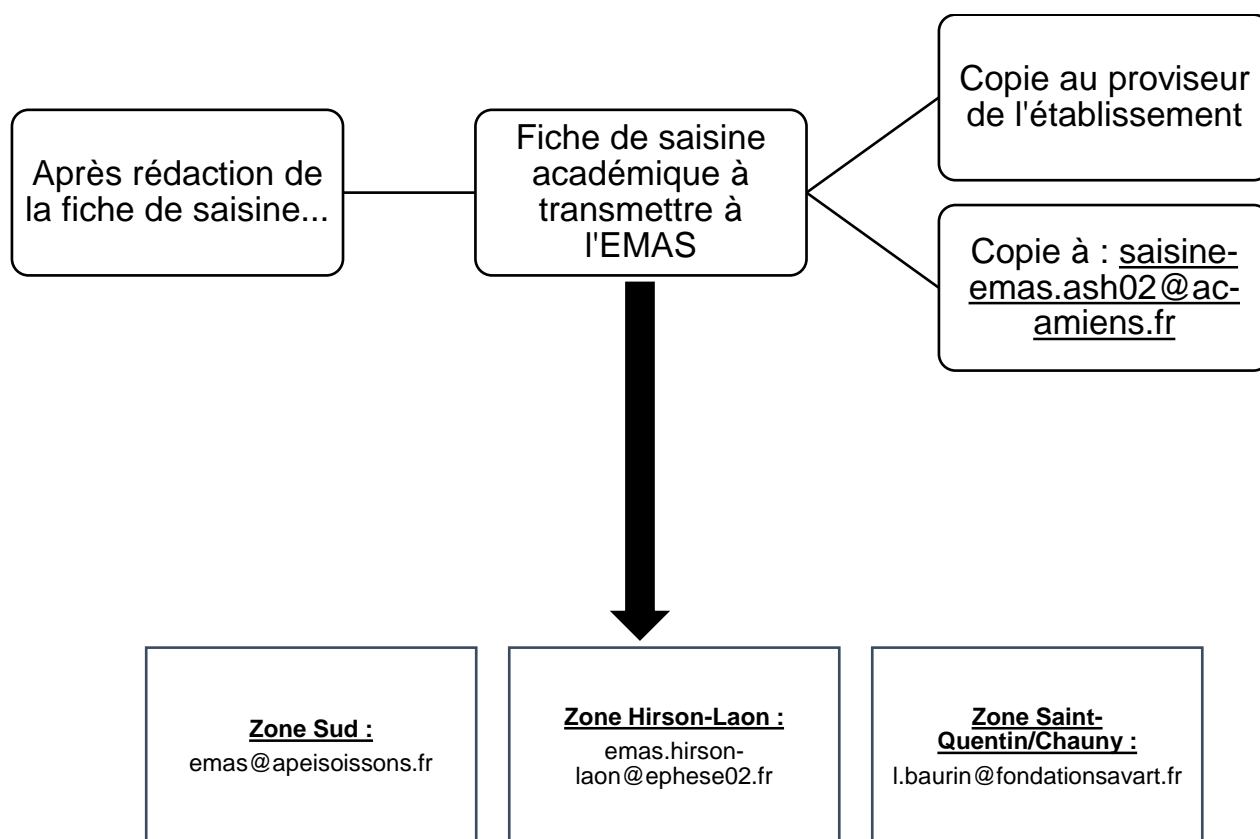 Après rédaction de
la fiche de saisine...
Fiche de saisine
académique à
transmettre à
l'EMAS
Copie au proviseur
de l'établissement
Copie à : saisine-
emas.ash02@ac-
amiens.fr
Zone Sud :
emas@apeisoissons.fr
Zone Hirson-Laon :
emas.hirson-
laon@ephese02.fr
Zone Saint-
Quentin/Chauny :
l.baurin@fondationsavart.fr